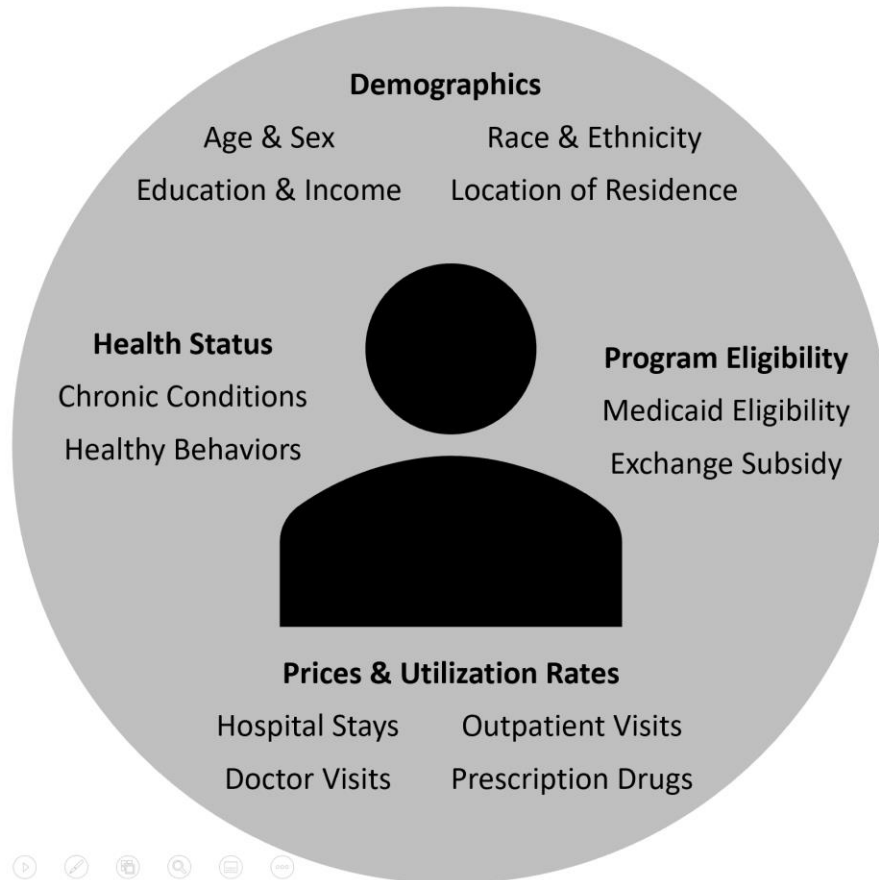 Demographics
Age & Sex Race & Ethnicity
Education & Income Location of Residence
Health Status
Chronic Conditions
Healthy Behaviors
Program Eligibility
Medicaid Eligibility
Exchange Subsidy
Prices & Utilization Rates
Hospital Stays Outpatient Visits
Doctor Visits Prescription Drugs